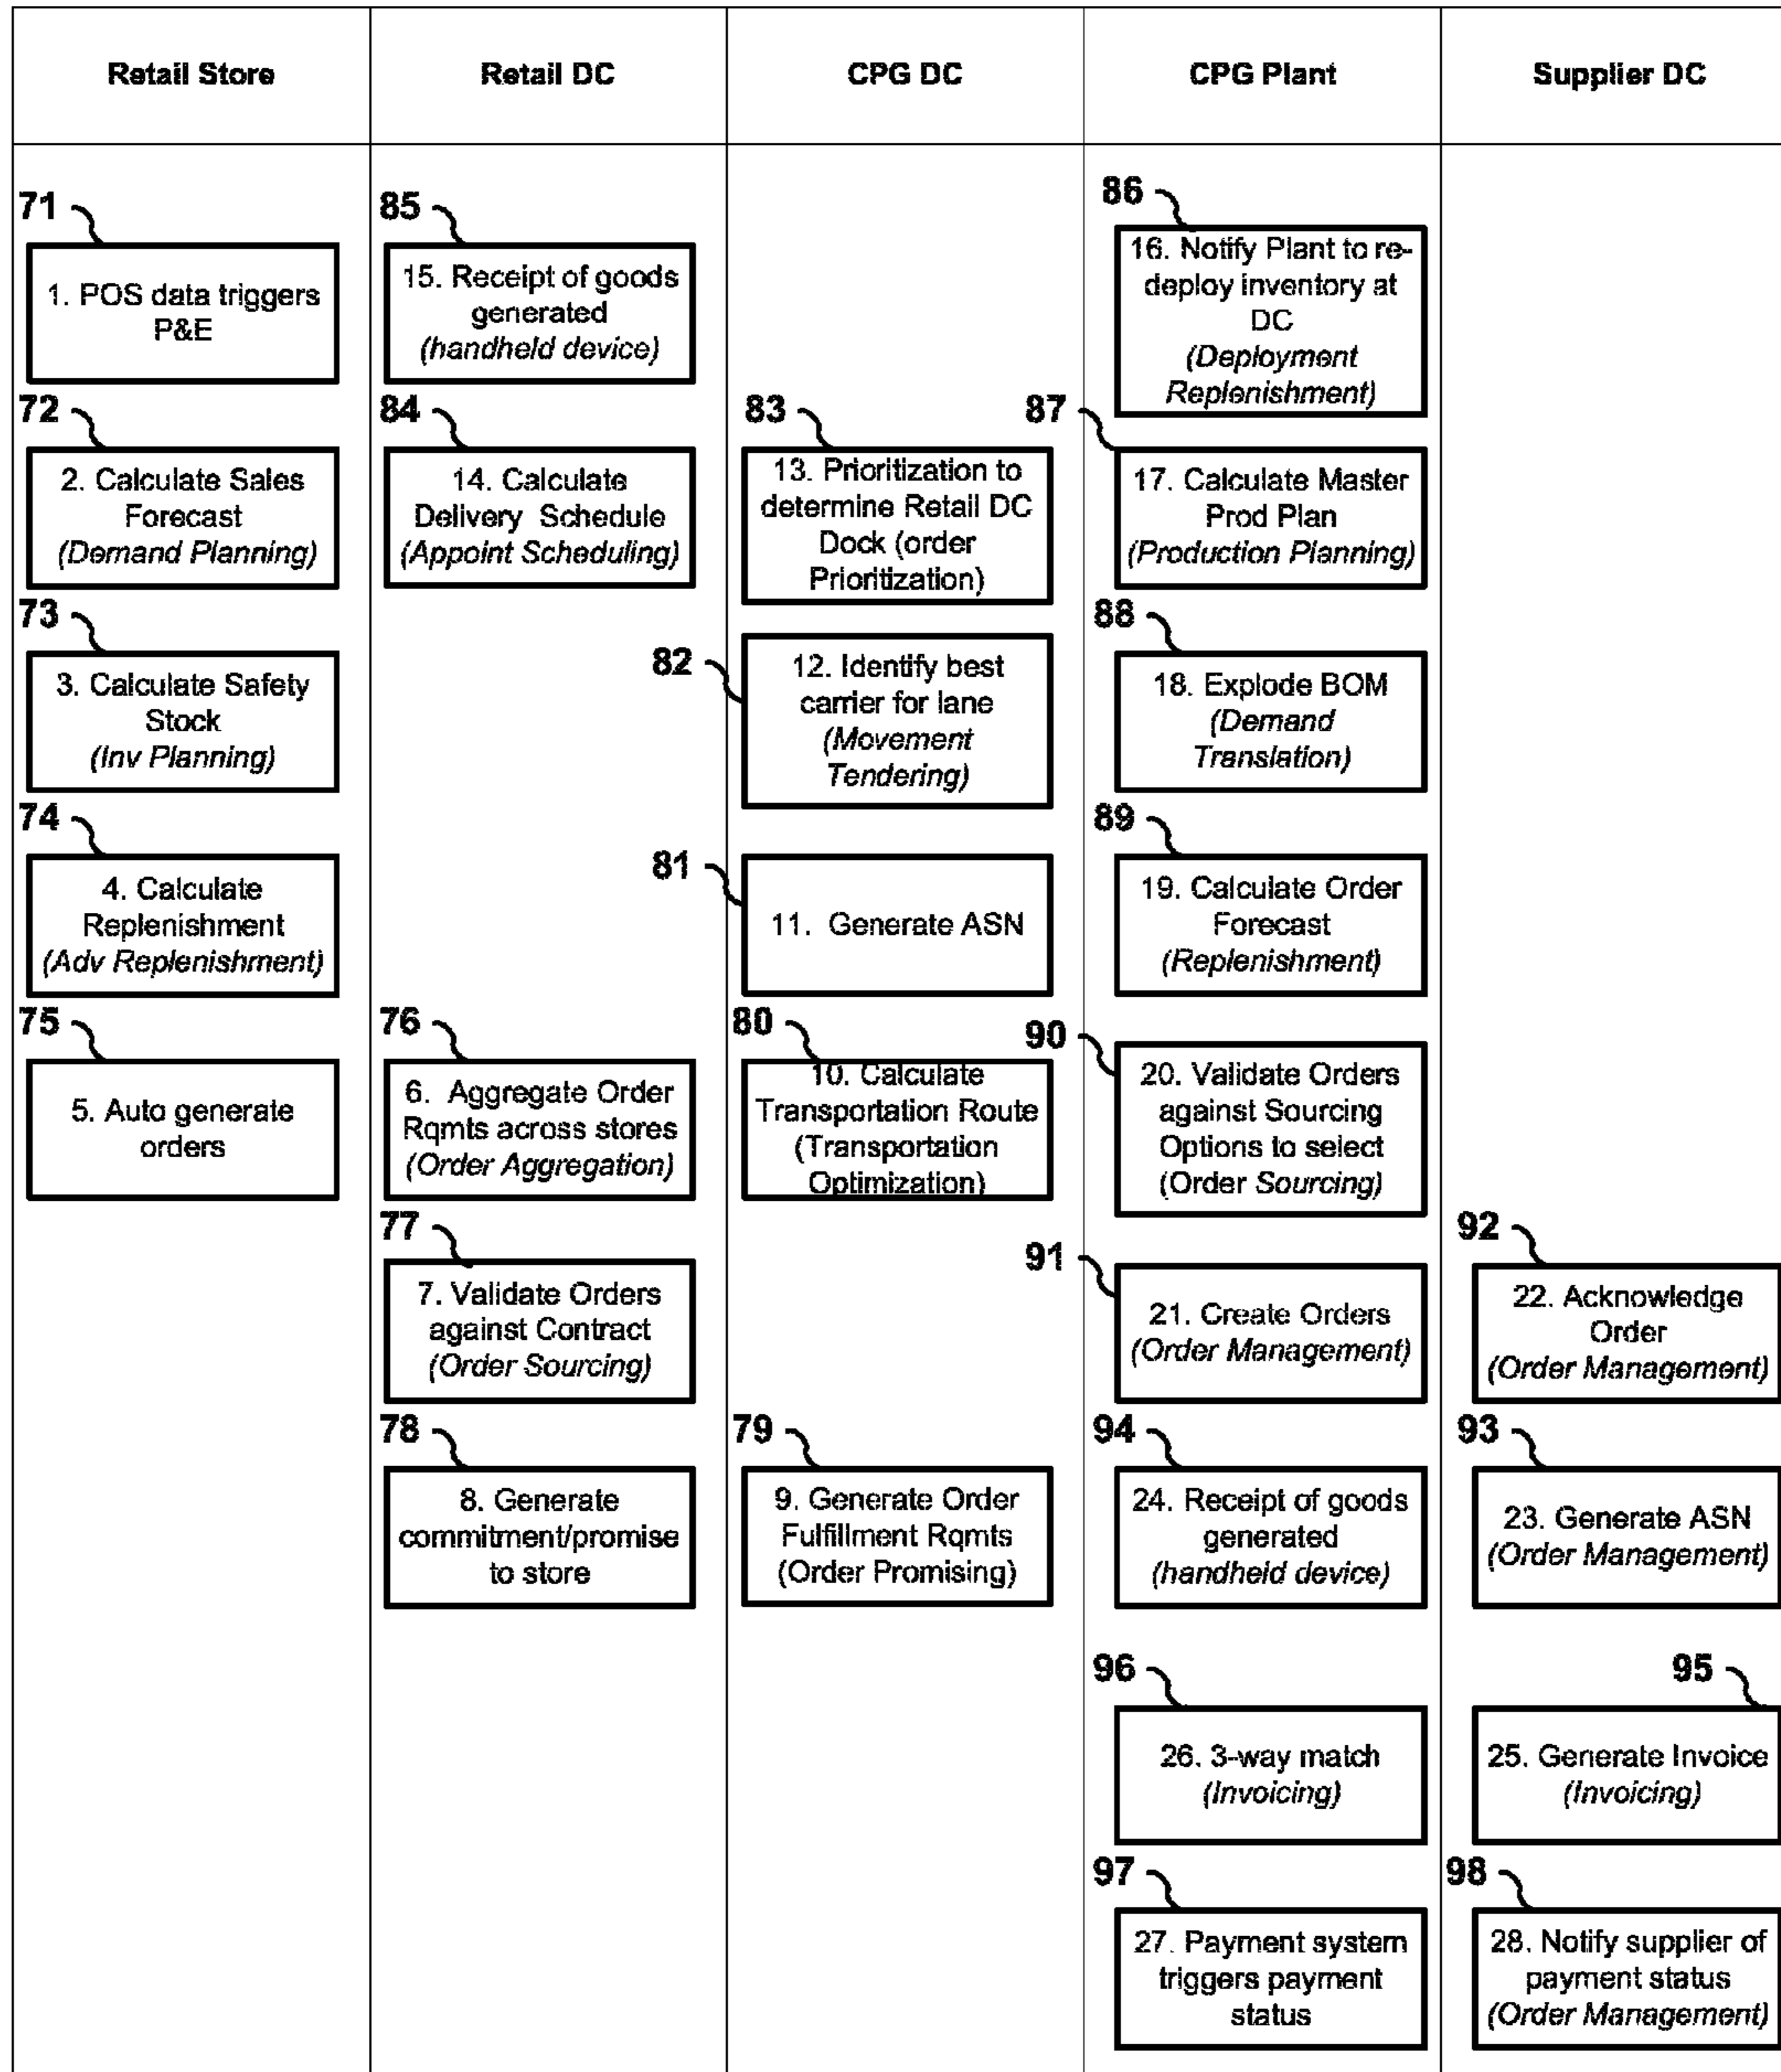 Retail Store
Retail DC
CPG DC
CPG Plant
Supplier DC
71
1. POS data triggers
P&E
72
2. Calculate Sales
Forecast
(Demand Planning)
73
3. Calculate Safety
Stock
(Inv Planning)
74
4. Calculate
Replenishment
(Adv Replenishment)
75
5. Auto generate
orders
85
15. Receipt of goods
generated
(handheld device)
84
14. Calculate
Delivery Schedule
(Appoint Scheduling)
76
6. Aggregate Order
Rqmts across stores
(Order Aggregation)
77
7. Validate Orders
against Contract
(Order Sourcing)
78
8. Generate
commitment/promise
to store
83
13. Prioritization to
determine Retail DC
Dock (order
Prioritization)
82
12. Identify best
carrier for lane
(Movement
Tendering)
81
11. Generate ASN
80
10. Calculate
Transportation Route
(Transportation
Optimization)
79
9. Generate Order
Fulfillment Rqmts
(Order Promising)
86
16. Notify Plant to re-
deploy inventory at
DC
(Deployment
Replenishment)
87
17. Calculate Master
Prod Plan
(Production Planning)
88
18. Explode BOM
(Demand
Translation)
89
19. Calculate Order
Forecast
(Replenishment)
90
20. Validate Orders
against Sourcing
Options to select
(Order Sourcing)
91
21. Create Orders
(Order Management)
94
24. Receipt of goods
generated
(handheld device)
96
26. 3-way match
(Invoicing)
97
27. Payment system
triggers payment
status
92
22. Acknowledge
Order
(Order Management)
93
23. Generate ASN
(Order Management)
95
25. Generate Invoice
(Invoicing)
98
28. Notify supplier of
payment status
(Order Management)